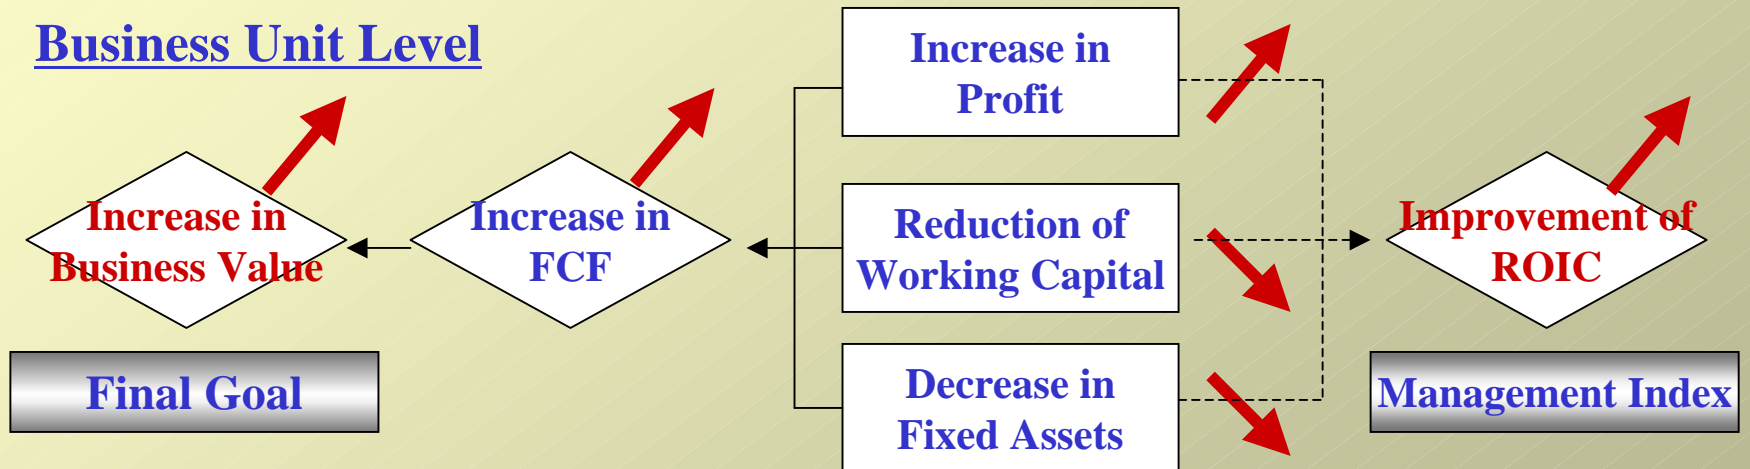 Business Unit Level
Increase in
Business Value
Final Goal
Increase in
FCF
Increase in
Profit
Reduction of
Working Capital
Decrease in
Fixed Assets
Improvement of
ROIC
Management Index